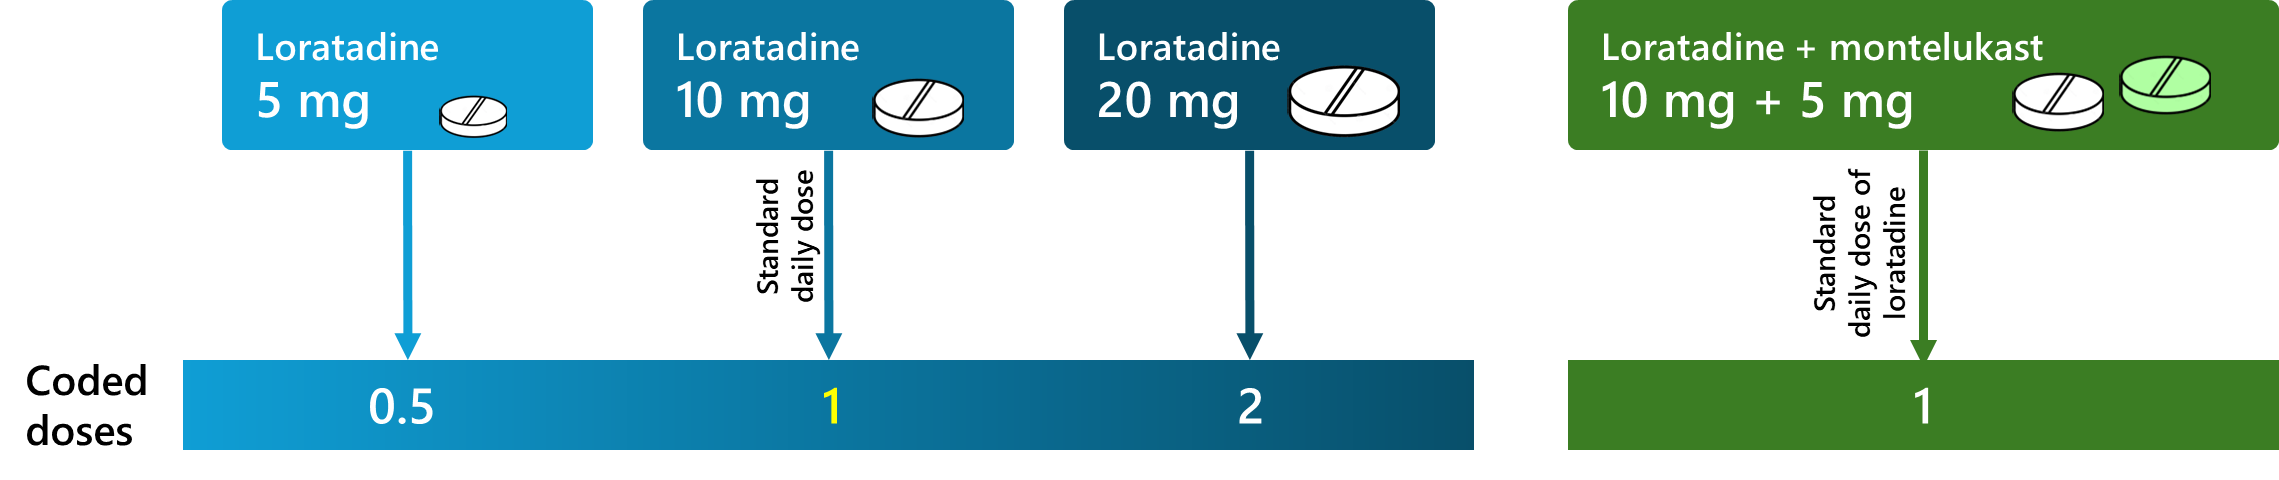 Loratadine
5 mg
Loratadine
10 mg
Loratadine
20 mg
Loratadine + montelukast
10 mg + 5 mg
Standard
daily dose
Standard
daily dose of
loratadine
Coded
doses
0.5
1
2
1